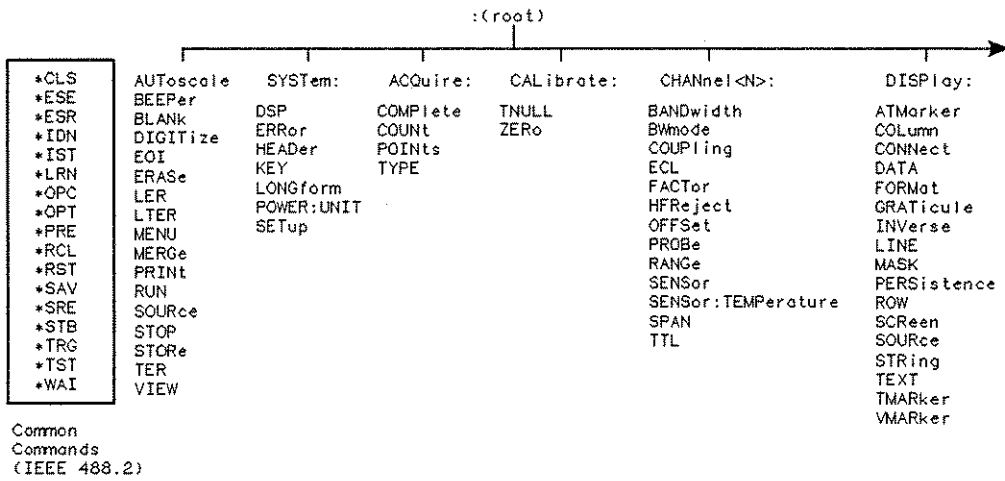 :(root)
*CLS
*ESE
*ESR
*IDN
*IST
*LRN
*OPC
*OPT
*PRE
*RCL
*RST
*SAV
*SRE
*STB
*TRG
*TST
*WAI
Common
Commands
(IEEE 488.2)
AUToscale
BEEPer
BLANk
DIGITize
EOI
ERASe
LER
LTER
MENU
MERGe
PRINt
RUN
SOURce
STOP
STORe
TER
VIEW
SYSTem:
DSP
ERRor
HEADer
KEY
LONGform
POWER:UNIT
SETup
ACQuire:
COMPlete
COUNt
POINts
TYPE
CALibrate:
TNULL
ZERo
CHANnel<N>:
BANDwidth
BWmode
COUPling
ECL
FACTor
HFReject
OFFSet
PROBe
RANGe
SENSor
SENSor:TEMPerature
SPAN
TTL
DISPlay:
ATMarker
COLumn
CONNect
DATA
FORMat
GRATicule
INVerse
LINE
MASK
PERSistence
ROW
SCReen
SOURce
STRing
TEXT
TMARker
VMARker